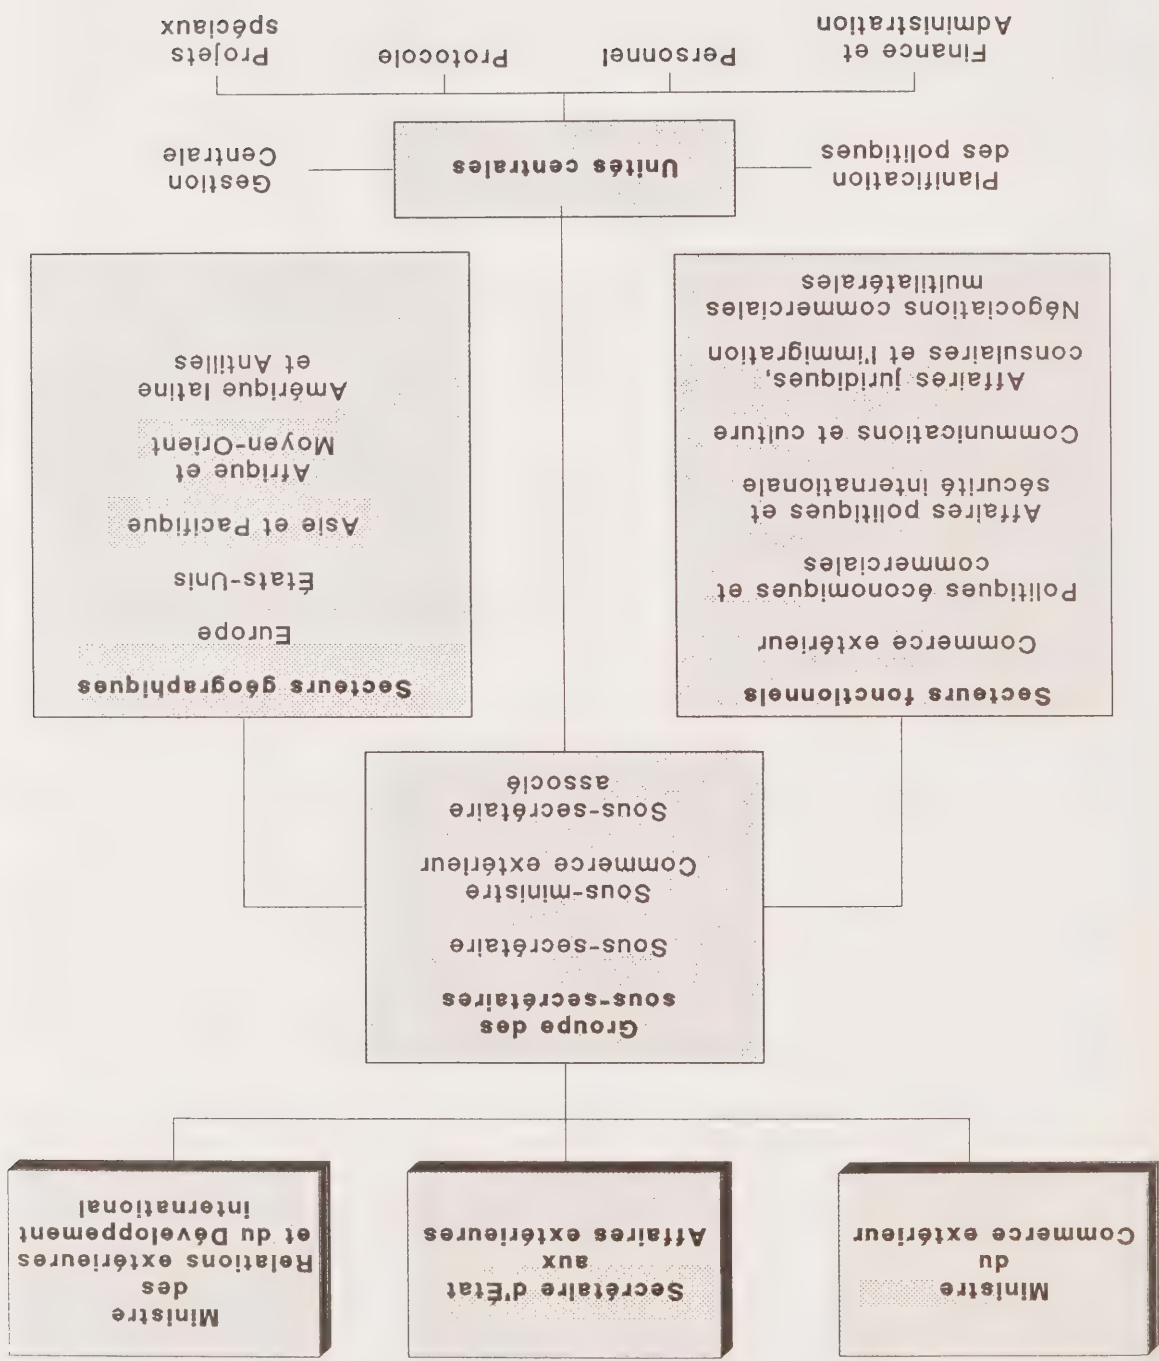 Ministre
du
Commerce extérieur
Secrétaire d'État
aux
Affaires extérieures
Ministre
des
Relations extérieures
et du Développement
international
Groupe des
sous-secrétaires
Sous-secrétaire
Sous-ministre
Commerce extérieur
Sous-secrétaire
associé
Secteurs fonctionnels
Commerce extérieur
Politiques économiques et
commerciales
Affaires politiques et
sécurité internationale
Communications et culture
Affaires juridiques,
consulaires et l'immigration
Négociations commerciales
multilatérales
Secteurs géographiques
Europe
États-Unis
Asie et Pacifique
Afrique et
Moyen-Orient
Amérique latine
et Antilles
Planification
des politiques
Unités centrales
Gestion
Centrale
Finance et
Administration
Personnel
Protocole
Projets
spéciaux